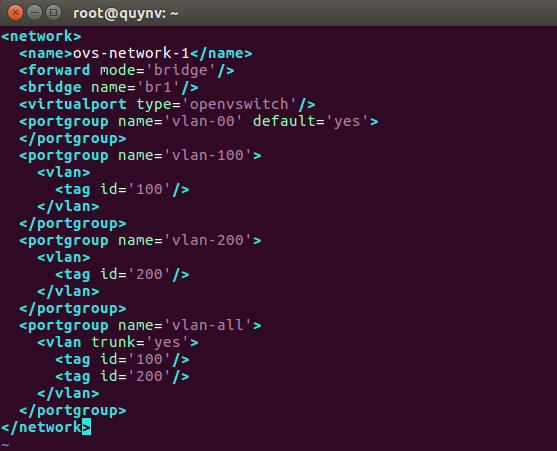 root@quynv: ~
<network>
  <name>ovs-network-1</name>
  <forward mode='bridge'/>
  <bridge name='br1'/>
  <virtualport type='openvswitch'/>
  <portgroup name='vlan-00' default='yes'>
  </portgroup>
  <portgroup name='vlan-100'>
    <vlan>
      <tag id='100'/>
    </vlan>
  </portgroup>
  <portgroup name='vlan-200'>
    <vlan>
      <tag id='200'/>
    </vlan>
  </portgroup>
  <portgroup name='vlan-all'>
    <vlan trunk='yes'>
      <tag id='100'/>
      <tag id='200'/>
    </vlan>
  </portgroup>
</network>
~